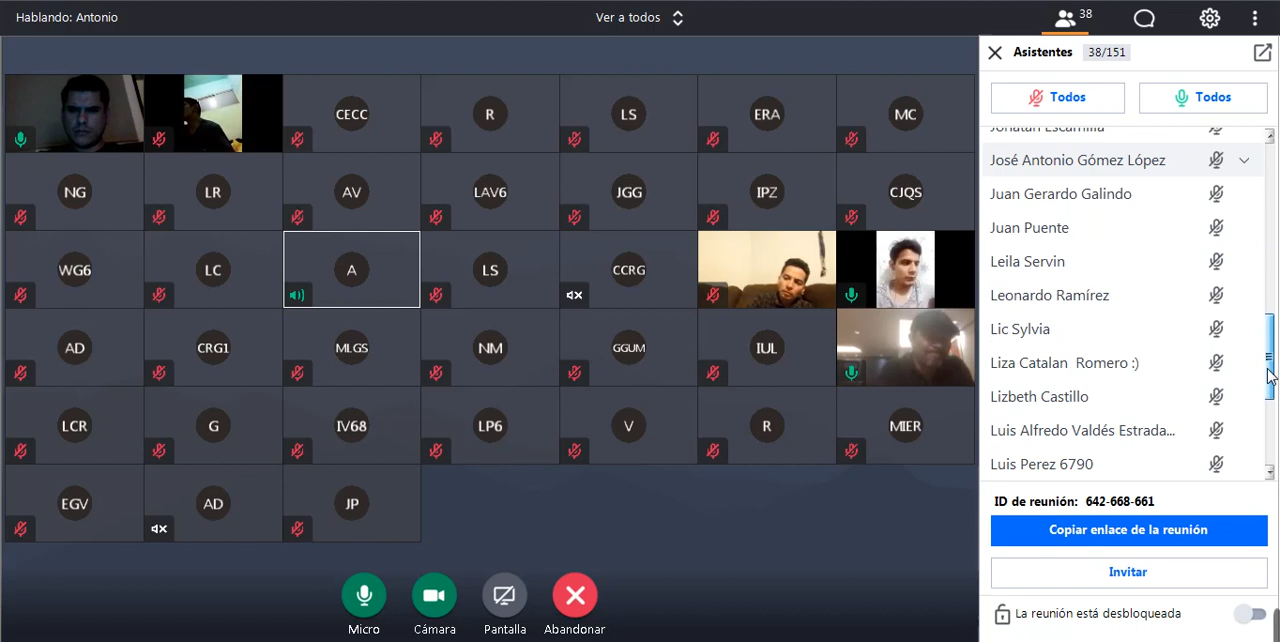 Hablando: Antonio
Ver a todos
38
Asistentes 38/151
Todos Todos
CECC R LS ERA MC
NG LR AV LAV6 JGG IPZ CJQS
WG6 LC A LS CCRG
AD CRG1 MLGS NM GGUM IUL
LCR G IV68 LP6 V R MIER
EGV AD JP
Jonatan Escamilla
José Antonio Gómez López
Juan Gerardo Galindo
Juan Puente
Leila Servin
Leonardo Ramírez
Lic Sylvia
Liza Catalan Romero :)
Lizbeth Castillo
Luis Alfredo Valdés Estrada...
Luis Perez 6790
ID de reunión: 642-668-661
Copiar enlace de la reunión
Invitar
La reunión está desbloqueada
Micro Cámara Pantalla Abandonar